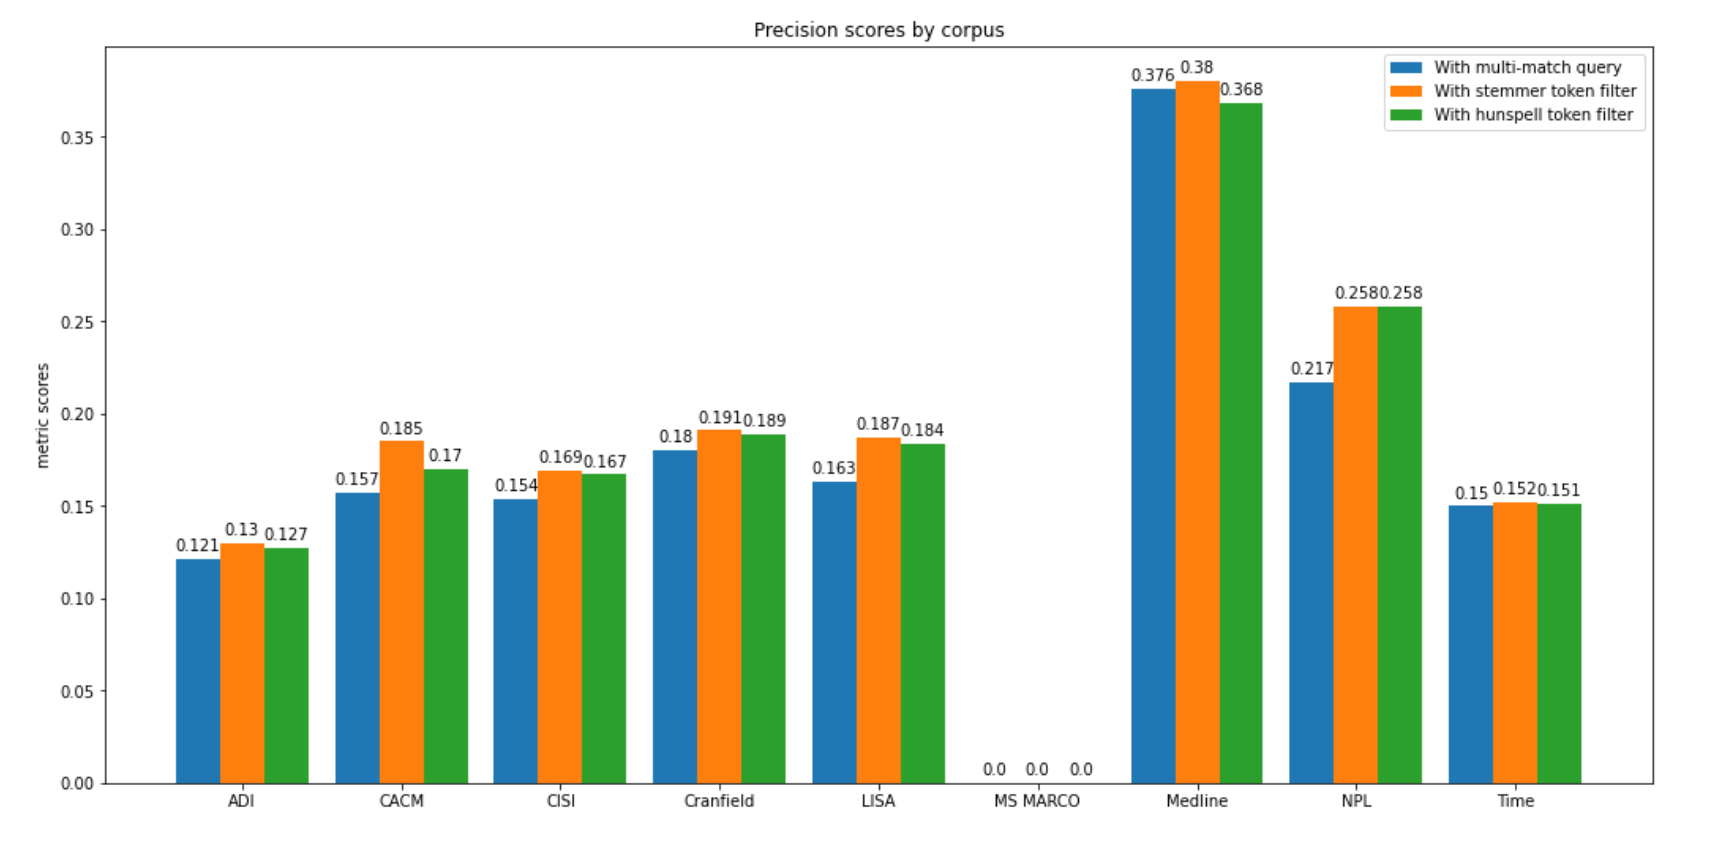 Precision scores by corpus
With multi-match query
With stemmer token filter
With hunspell token filter
metric scores
0.35
0.30
0.25
0.20
0.15
0.10
0.05
0.00
0.121 0.13 0.127
0.157 0.185 0.17
0.154 0.169 0.167
0.18 0.191 0.189
0.163 0.187 0.184
0.0 0.0 0.0
0.376 0.38 0.368
0.217 0.258 0.258
0.15 0.152 0.151
ADI CACM CISI Cranfield LISA MS MARCO Medline NPL Time